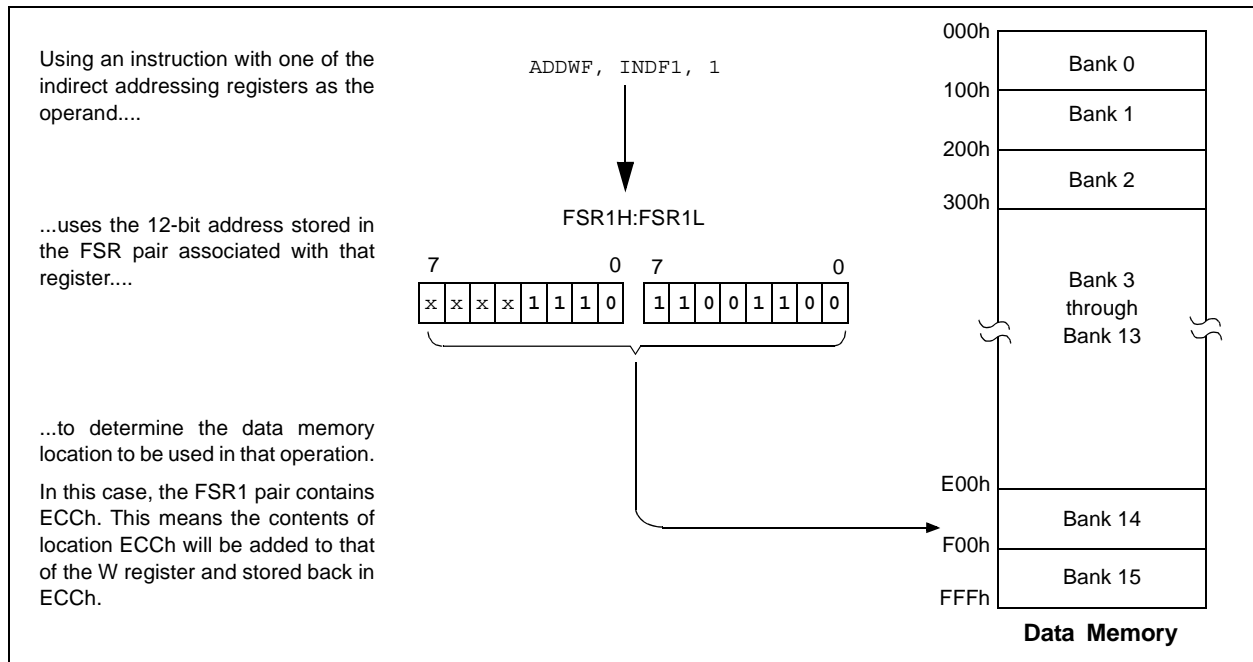 Using an instruction with one of the
indirect addressing registers as the
operand....
ADDWF, INDF1, 1
...uses the 12-bit address stored in
the FSR pair associated with that
register....
FSR1H:FSR1L
7 0 7 0
x x x x 1 1 1 0 1 1 0 0 1 1 0 0
...to determine the data memory
location to be used in that operation.
In this case, the FSR1 pair contains
ECCh. This means the contents of
location ECCh will be added to that
of the W register and stored back in
ECCh.
000h
Bank 0
100h
Bank 1
200h
Bank 2
300h
Bank 3
through
Bank 13
E00h
Bank 14
F00h
Bank 15
FFFh
Data Memory